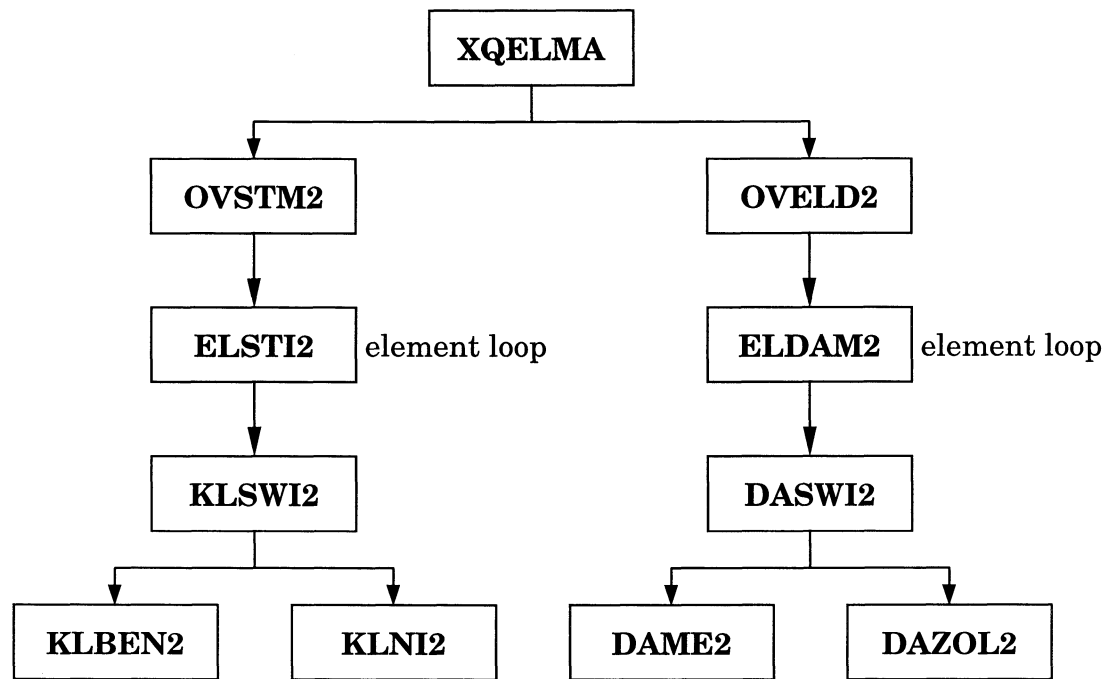 XQELMA
OVSTM2
OVELD2
ELSTI2
element loop
ELDAM2
element loop
KLSWI2
DASWI2
KLBEN2
KLNI2
DAME2
DAZOL2